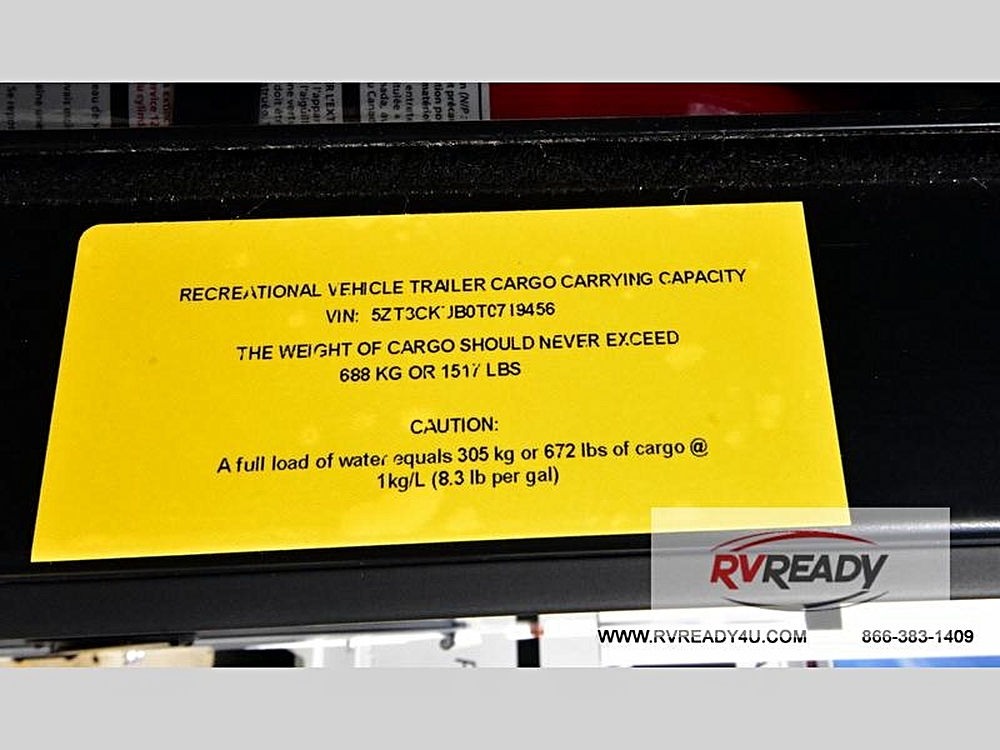 RECREATIONAL VEHICLE TRAILER CARGO CARRYING CAPACITY
VIN:
THE WEIGHT OF CARGO SHOULD NEVER EXCEED
688 KG OR 1517 LBS
CAUTION:
A full load of water equals 305 kg or 672 lbs of cargo @
1kg/L (8.3 lb per gal)
RVREADY
WWW.RVREADY4U.COM 866-383-1409